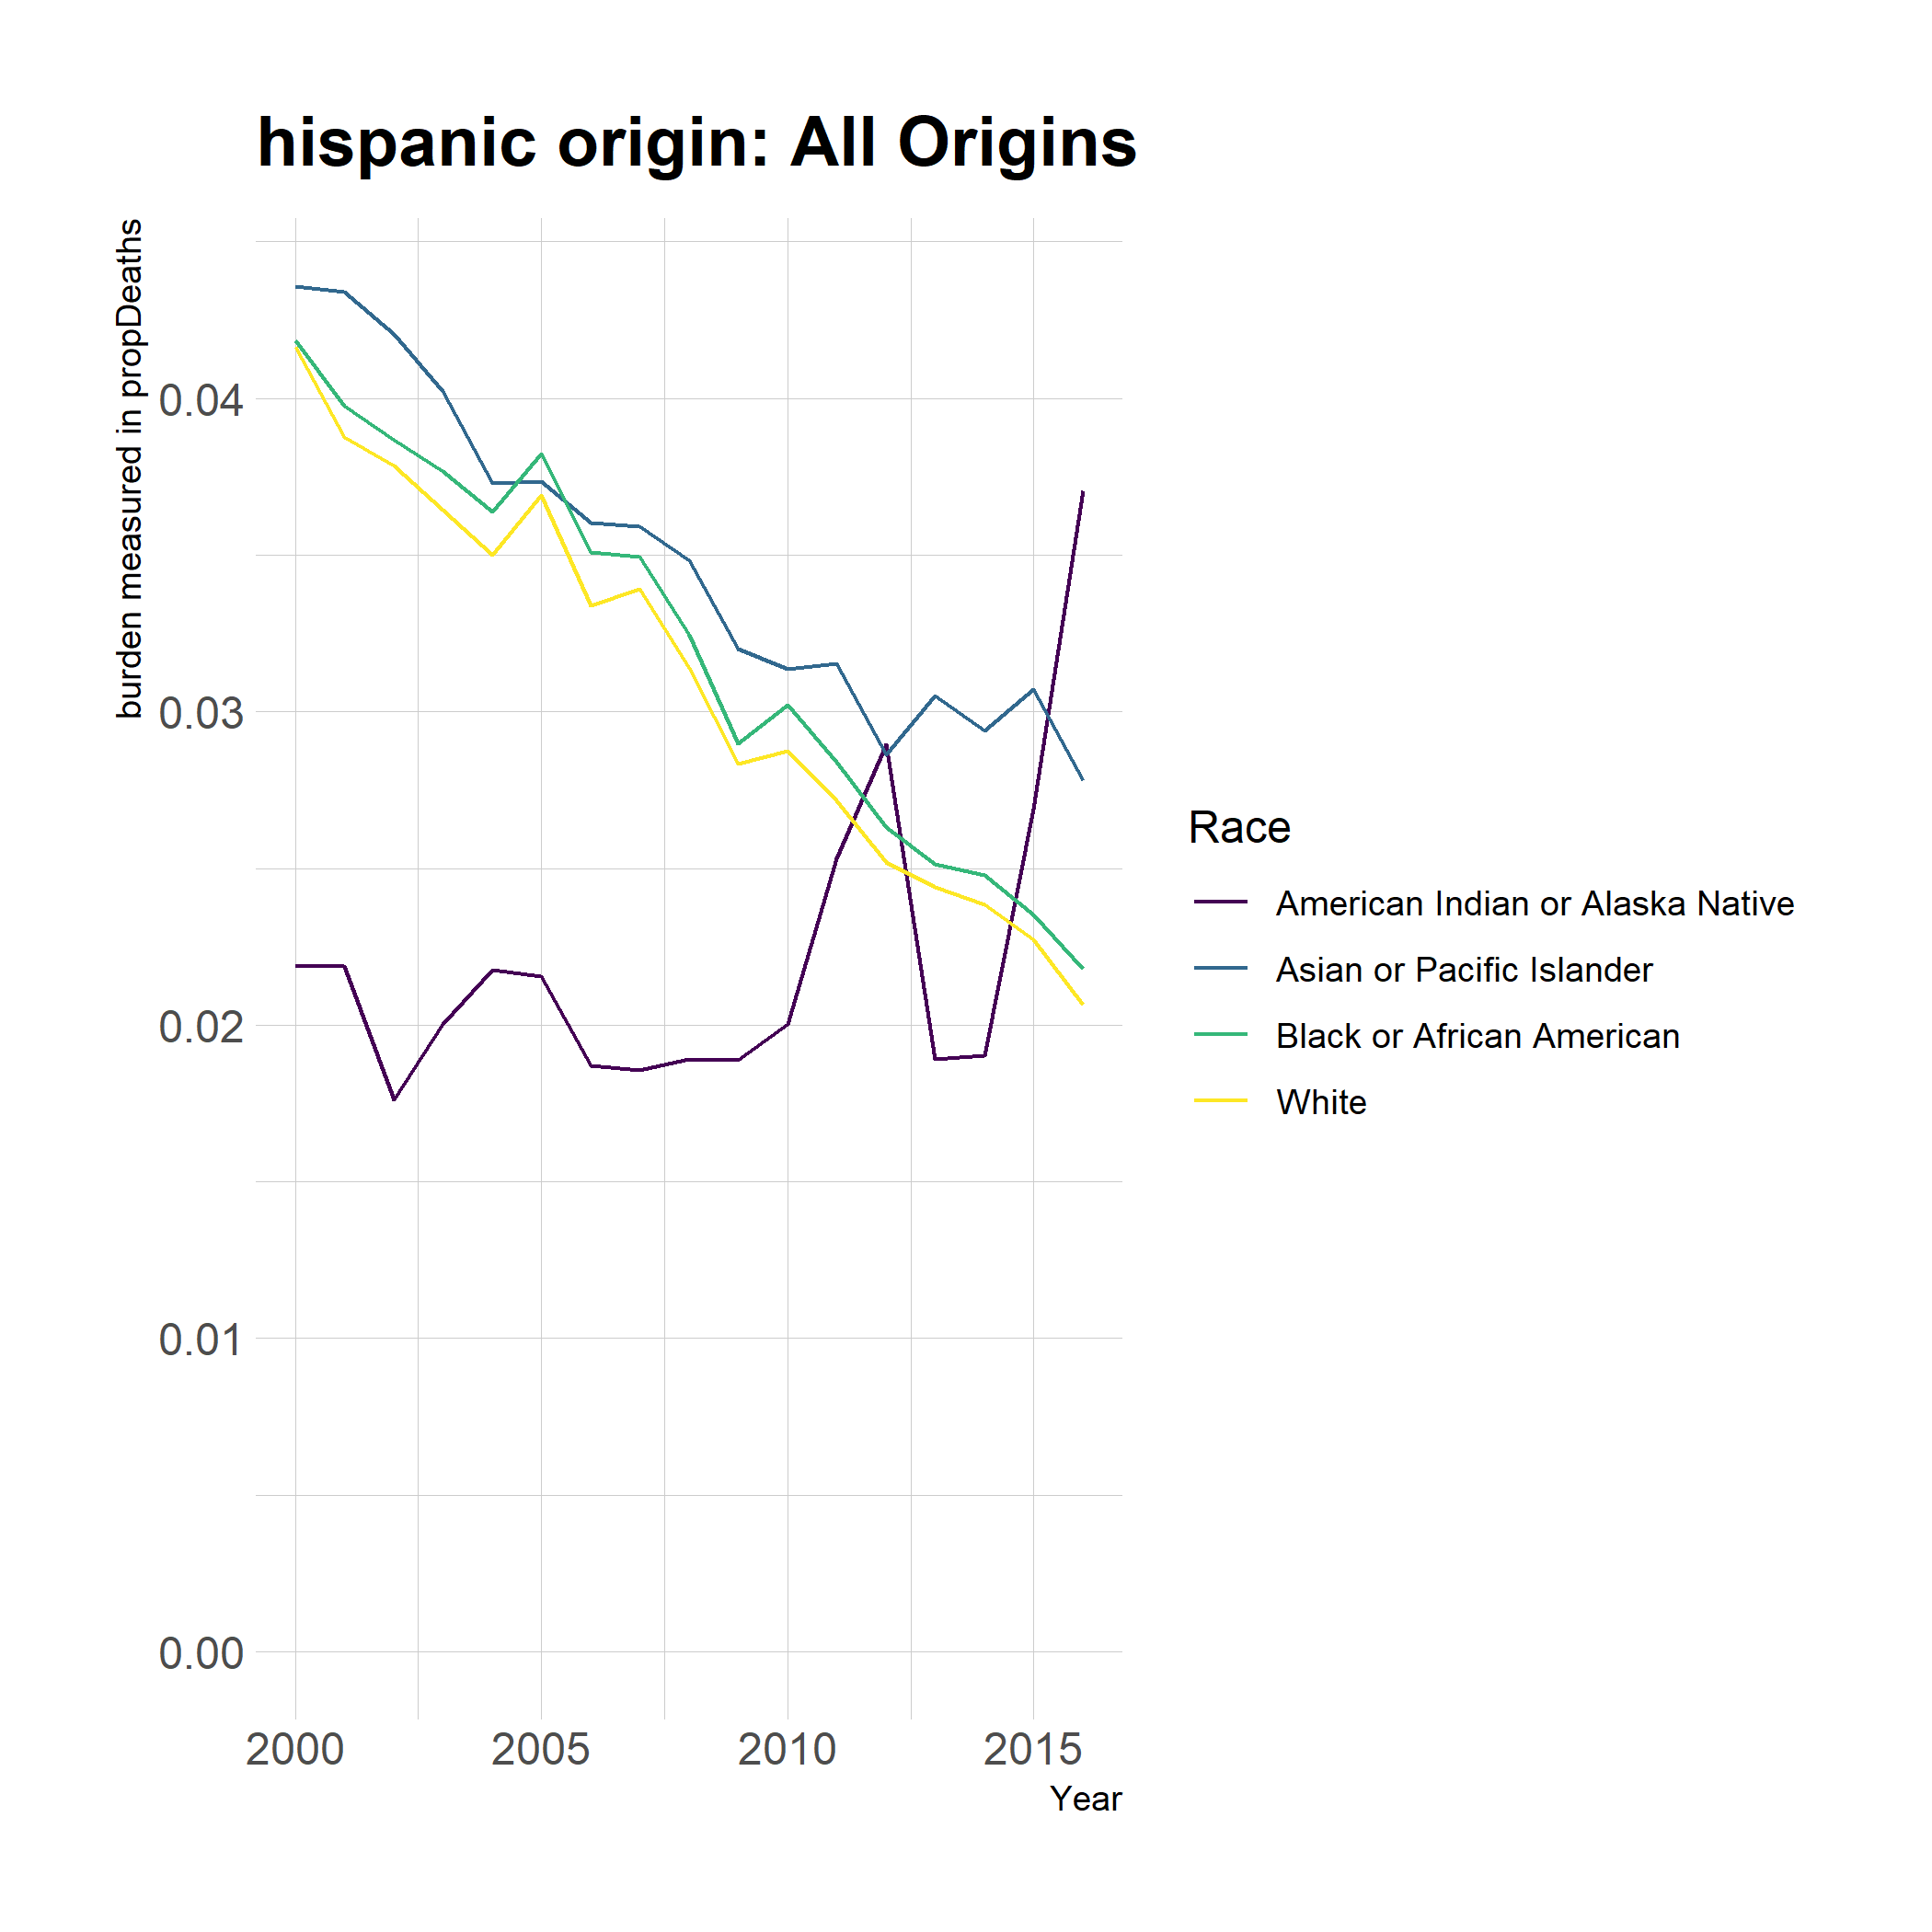 hispanic origin: All Origins
burden measured in propDeaths
0.04
0.03
0.02
0.01
0.00
2000 2005 2010 2015
Year
Race
American Indian or Alaska Native
Asian or Pacific Islander
Black or African American
White